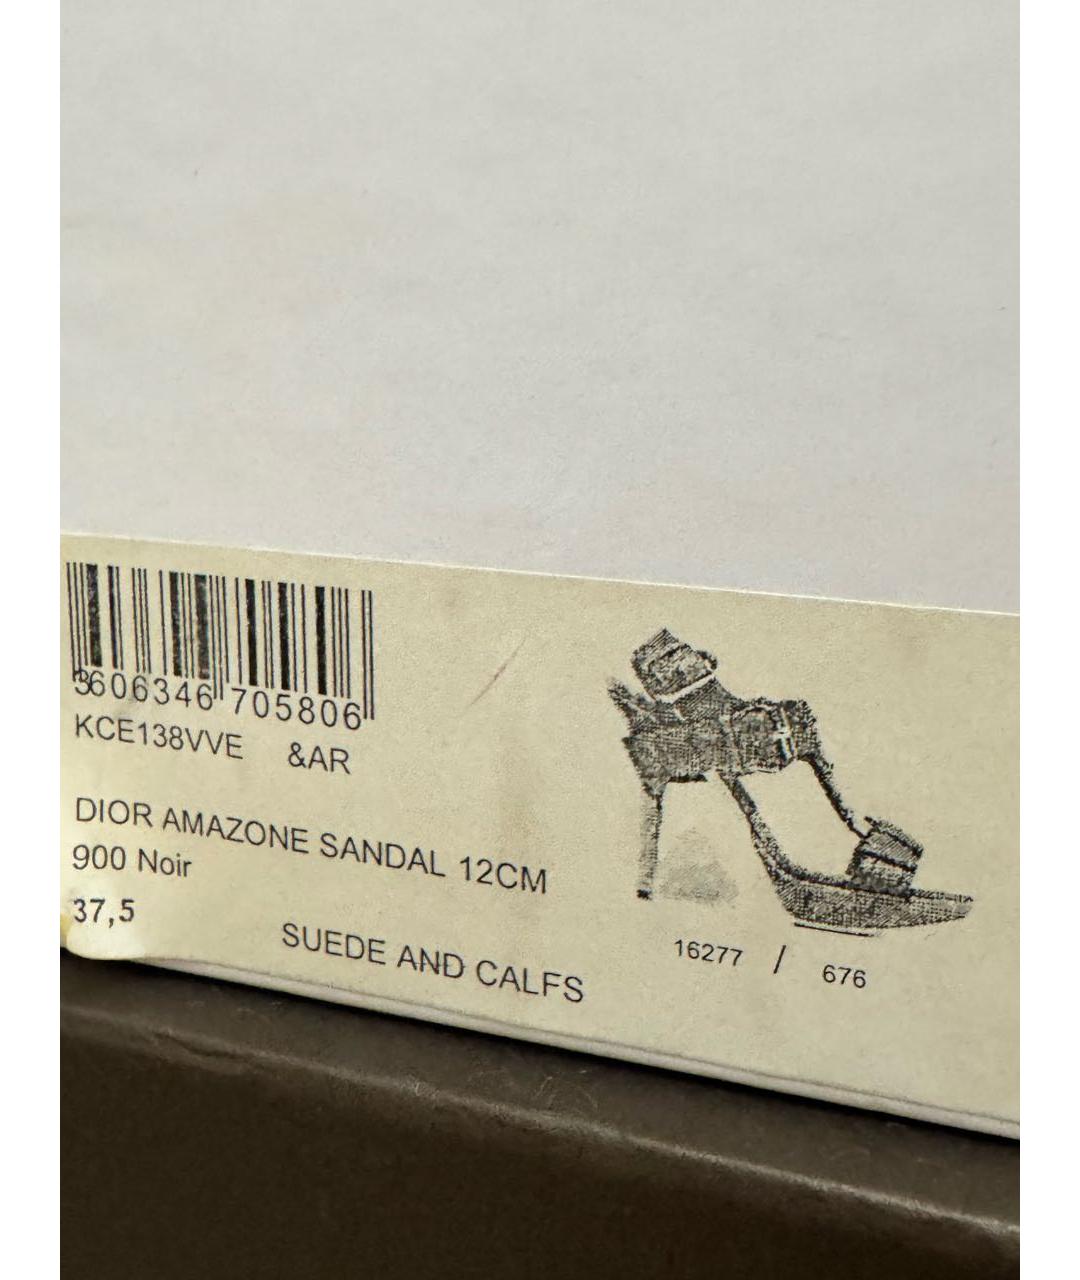 3606346 705806
KCE138VVE &AR
DIOR AMAZONE SANDAL 12CM
900 Noir
37,5
SUEDE AND CALFS
16277 / 676